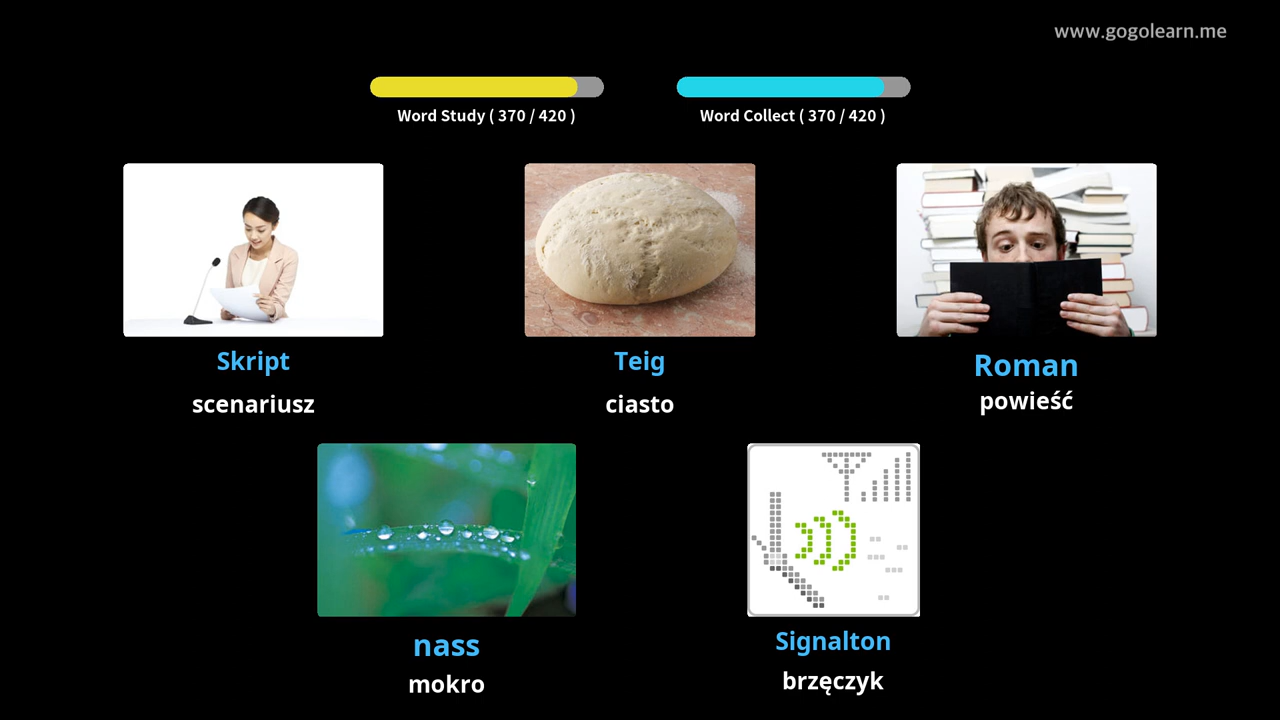 www.gogolearn.me
Word Study ( 370 / 420 )
Word Collect ( 370 / 420 )
Skript
scenariusz
Teig
ciasto
Roman
powieść
nass
mokro
Signalton
brzęczyk